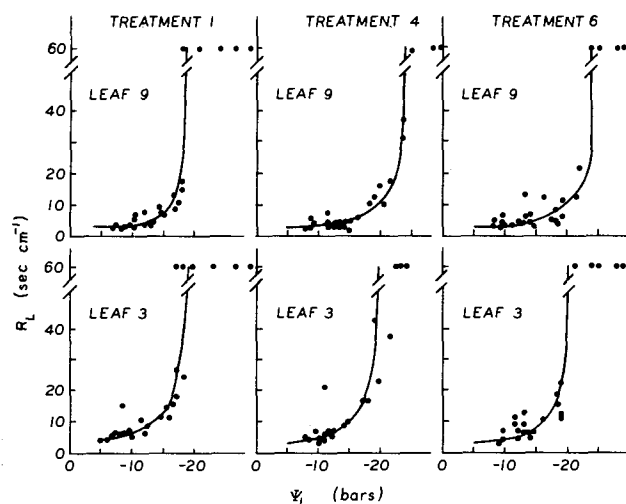 TREATMENT 1 TREATMENT 4 TREATMENT 6
60
LEAF 9 LEAF 9 LEAF 9
40
20
10
0
R_L (sec cm⁻¹)
60
LEAF 3 LEAF 3 LEAF 3
40
20
10
0
0 -10 -20 0 -10 -20 0 -10 -20
Ψ_l (bars)